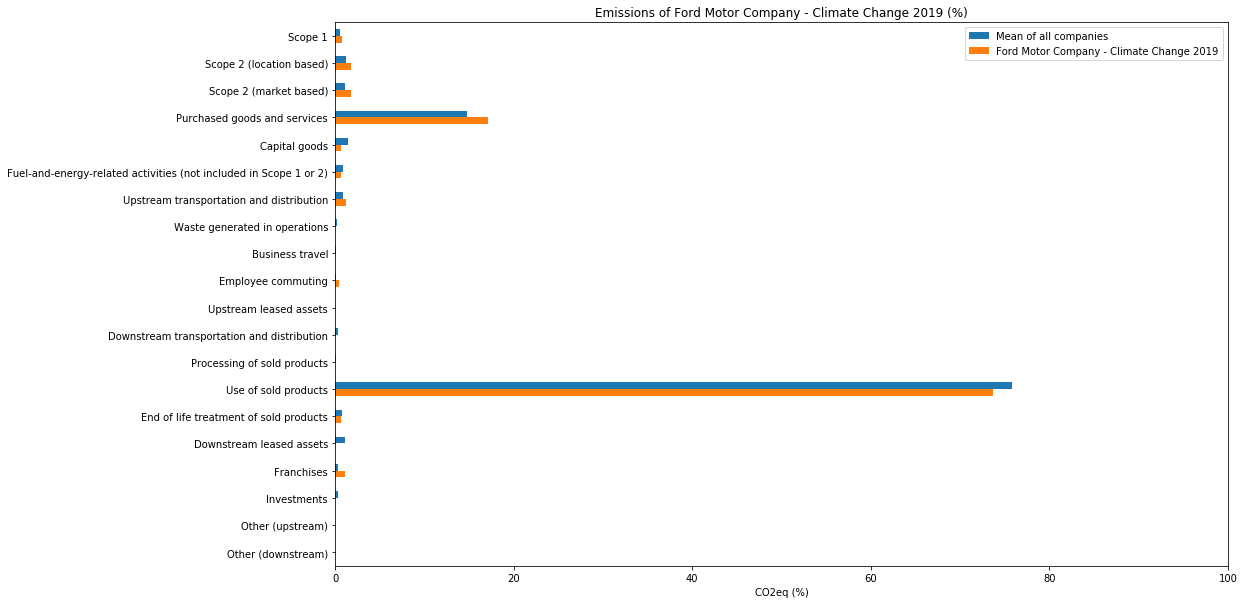 Emissions of Ford Motor Company - Climate Change 2019 (%)
Mean of all companies
Ford Motor Company - Climate Change 2019
Scope 1
Scope 2 (location based)
Scope 2 (market based)
Purchased goods and services
Capital goods
Fuel-and-energy-related activities (not included in Scope 1 or 2)
Upstream transportation and distribution
Waste generated in operations
Business travel
Employee commuting
Upstream leased assets
Downstream transportation and distribution
Processing of sold products
Use of sold products
End of life treatment of sold products
Downstream leased assets
Franchises
Investments
Other (upstream)
Other (downstream)
0 20 40 60 80 100
CO2eq (%)